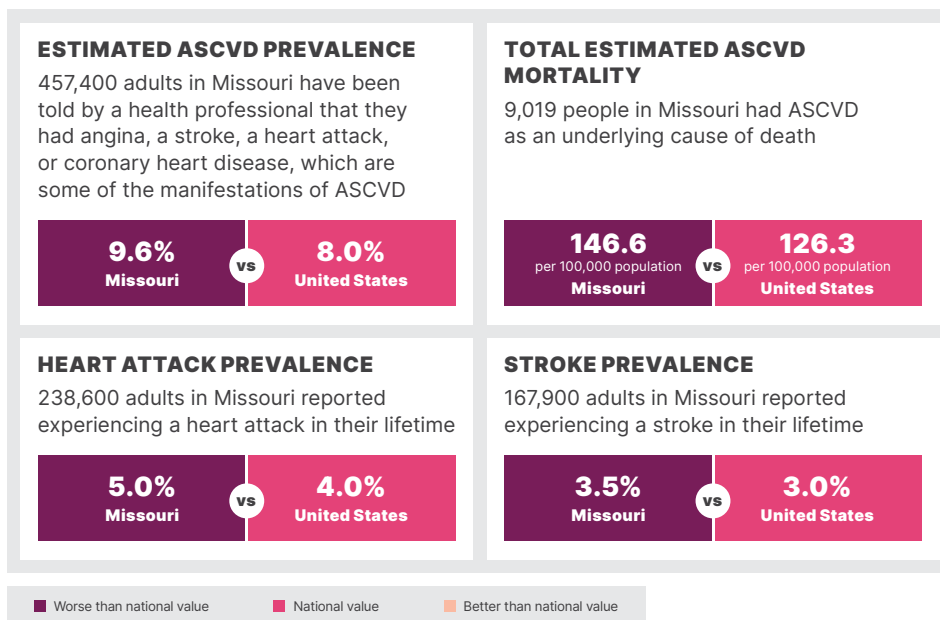 ESTIMATED ASCVD PREVALENCE
457,400 adults in Missouri have been
told by a health professional that they
had angina, a stroke, a heart attack,
or coronary heart disease, which are
some of the manifestations of ASCVD
9.6%
Missouri
vs
8.0%
United States
TOTAL ESTIMATED ASCVD
MORTALITY
9,019 people in Missouri had ASCVD
as an underlying cause of death
146.6
per 100,000 population
Missouri
vs
126.3
per 100,000 population
United States
HEART ATTACK PREVALENCE
238,600 adults in Missouri reported
experiencing a heart attack in their lifetime
5.0%
Missouri
vs
4.0%
United States
STROKE PREVALENCE
167,900 adults in Missouri reported
experiencing a stroke in their lifetime
3.5%
Missouri
vs
3.0%
United States
Worse than national value
National value
Better than national value